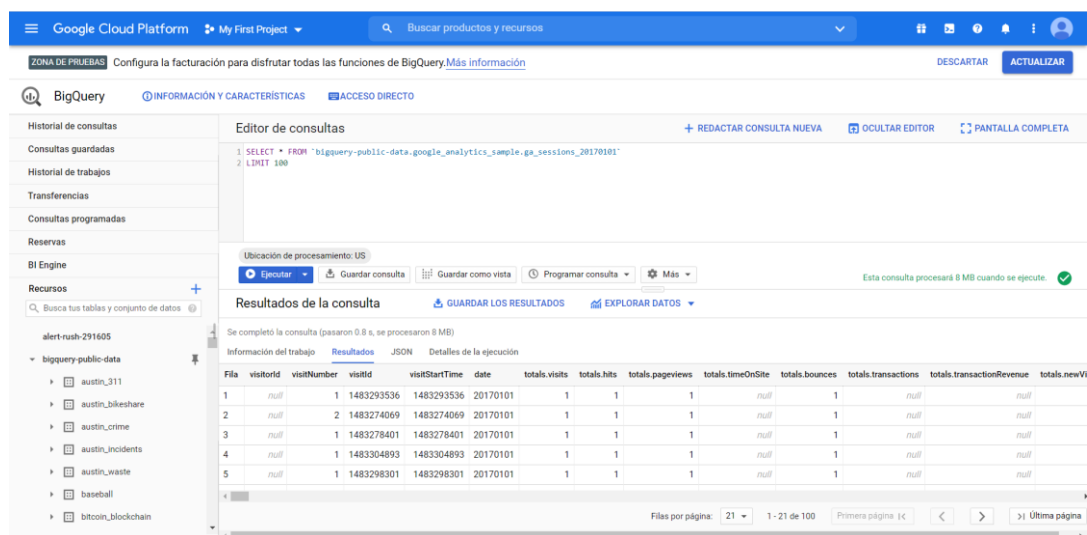 Google Cloud Platform My First Project Buscar productos y recursos
ZONA DE PRUEBAS Configura la facturación para disfrutar todas las funciones de BigQuery.Más información DESCARTAR ACTUALIZAR
BigQuery INFORMACIÓN Y CARACTERÍSTICAS ACCESO DIRECTO
Historial de consultas
Consultas guardadas
Historial de trabajos
Transferencias
Consultas programadas
Reservas
BI Engine
Recursos +
Busca tus tablas y conjunto de datos
alert-rush-291605
bigquery-public-data
austin_311
austin_bikeshare
austin_crime
austin_incidents
austin_waste
baseball
bitcoin_blockchain
Editor de consultas + REDACTAR CONSULTA NUEVA OCULTAR EDITOR PANTALLA COMPLETA
1 SELECT * FROM `bigquery-public-data.google_analytics_sample.ga_sessions_20170101`
2 LIMIT 100
Ubicación de procesamiento: US
Ejecutar Guardar consulta Guardar como vista Programar consulta Más Esta consulta procesará 8 MB cuando se ejecute.
Resultados de la consulta GUARDAR LOS RESULTADOS EXPLORAR DATOS
Se completó la consulta (pasaron 0.8 s, se procesaron 8 MB)
Información del trabajo Resultados JSON Detalles de la ejecución
Fila visitorId visitNumber visitId visitStartTime date totals.visits totals.hits totals.pageviews totals.timeOnSite totals.bounces totals.transactions totals.transactionRevenue totals.newVi
1 null 1 1483293536 1483293536 20170101 1 1 1 null 1 null null
2 null 2 1483274069 1483274069 20170101 1 1 1 null 1 null null
3 null 1 1483278401 1483278401 20170101 1 1 1 null 1 null null
4 null 1 1483304893 1483304893 20170101 1 1 1 null 1 null null
5 null 1 1483298301 1483298301 20170101 1 1 1 null 1 null null
Filas por página: 21 1 - 21 de 100 Primera página |< < > >| Última página